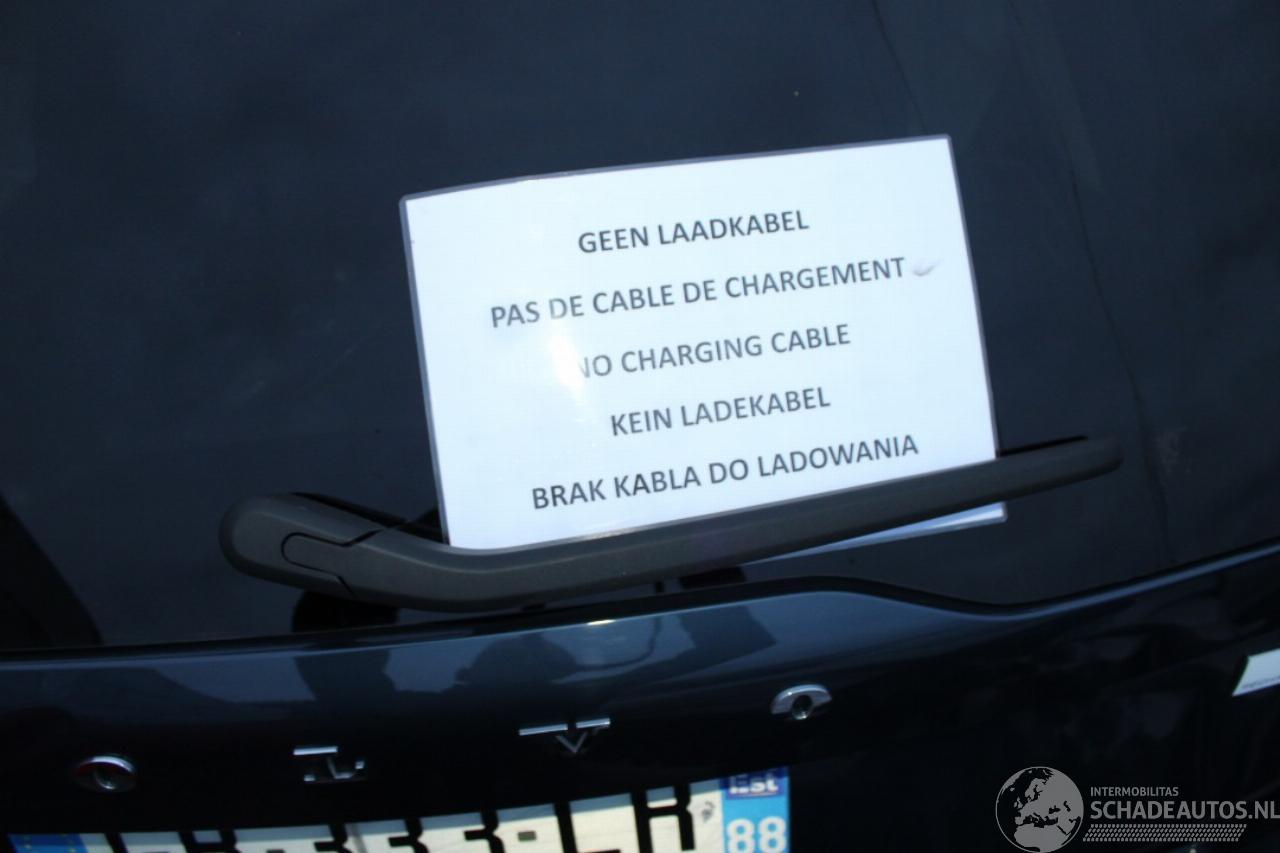 GEEN LAADKABEL
PAS DE CABLE DE CHARGEMENT
NO CHARGING CABLE
KEIN LADEKABEL
BRAK KABLA DO LADOWANIA
O L V O
Est
88
INTERMOBILITAS
SCHADEAUTOS.NL